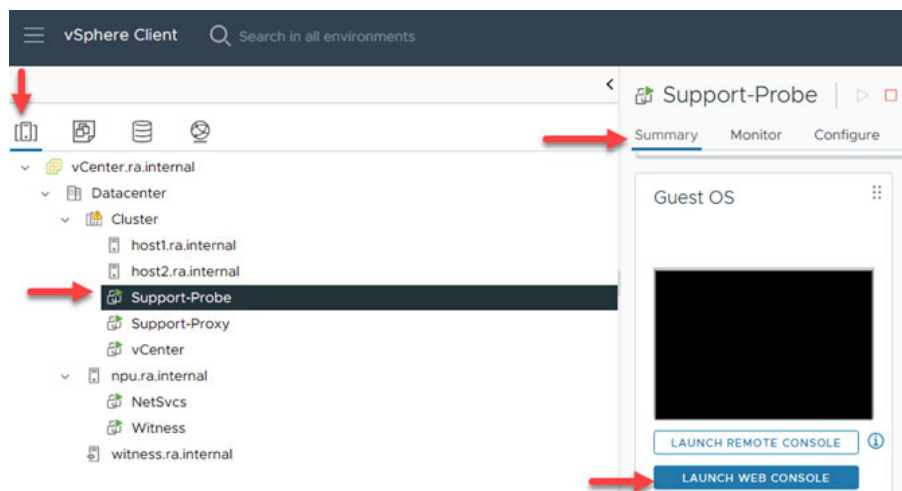 vSphere Client
Search in all environments
Support-Probe
Summary Monitor Configure
vCenter.ra.internal
Datacenter
Cluster
host1.ra.internal
host2.ra.internal
Support-Probe
Support-Proxy
vCenter
npu.ra.internal
NetSvcs
Witness
witness.ra.internal
Guest OS
LAUNCH REMOTE CONSOLE
LAUNCH WEB CONSOLE